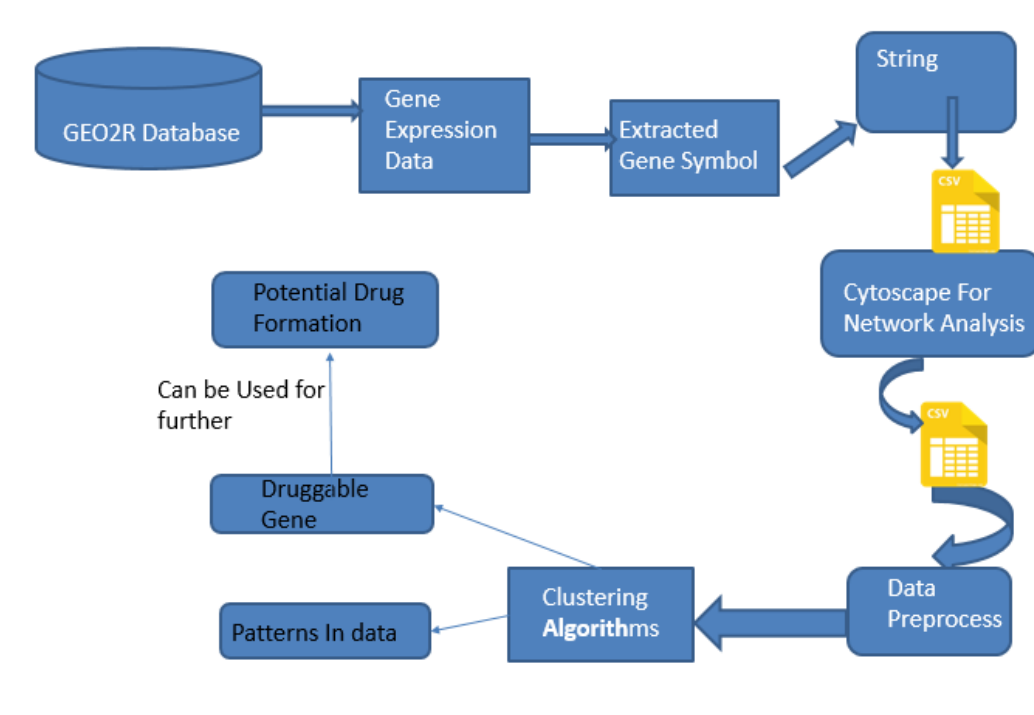 GEO2R Database
Gene
Expression
Data
Extracted
Gene Symbol
String
CSV
Cytoscape For
Network Analysis
CSV
Data
Preprocess
Clustering
Algorithms
Druggable
Gene
Patterns In data
Can be Used for
further
Potential Drug
Formation